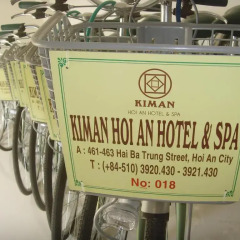 KIMAN
HOI AN HOTEL & SPA
KIMAN HOI AN HOTEL & SPA
A : 461-463 Hai Ba Trung Street, Hoi An City
T : (+84-510) 3920.430 - 3921.430
No: 018